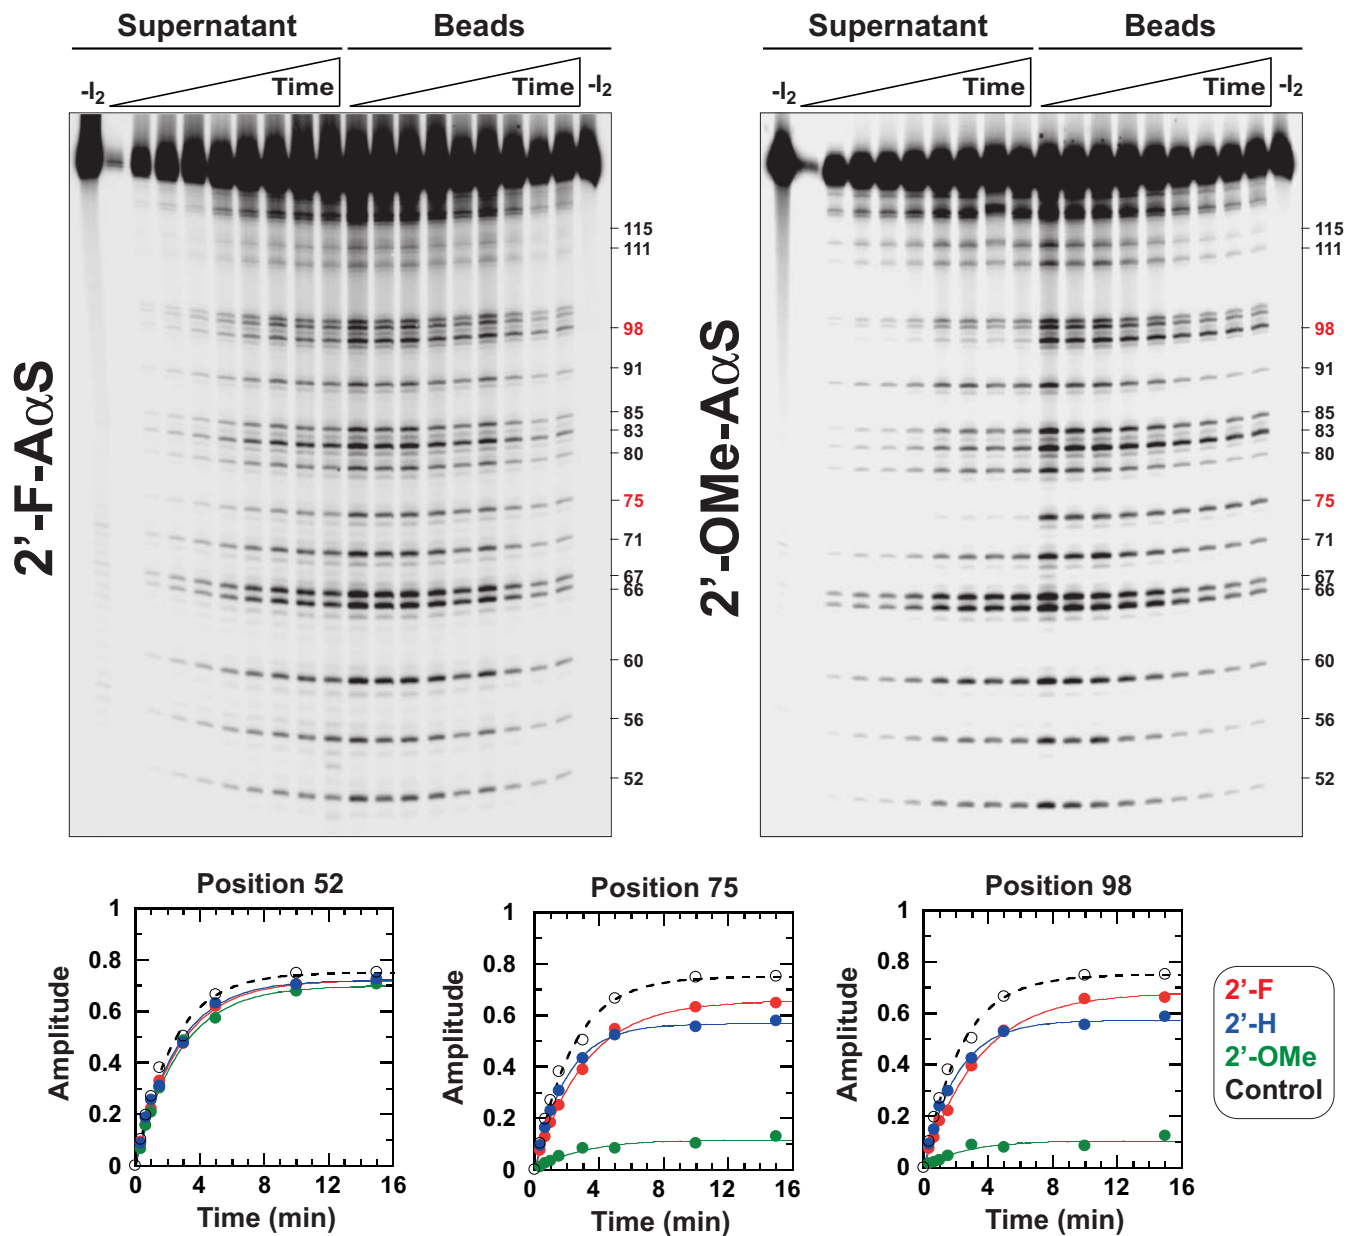 Supernatant Beads
-I2 Time Time -I2
2'-F-AαS
115
111
98
91
85
83
80
75
71
67
66
60
56
52
Supernatant Beads
-I2 Time Time -I2
2'-OMe-AαS
115
111
98
91
85
83
80
75
71
67
66
60
56
52
Position 52
Amplitude
1
0.8
0.6
0.4
0.2
0
0 4 8 12 16
Time (min)
Position 75
Amplitude
1
0.8
0.6
0.4
0.2
0
0 4 8 12 16
Time (min)
Position 98
Amplitude
1
0.8
0.6
0.4
0.2
0
0 4 8 12 16
Time (min)
2'-F
2'-H
2'-OMe
Control